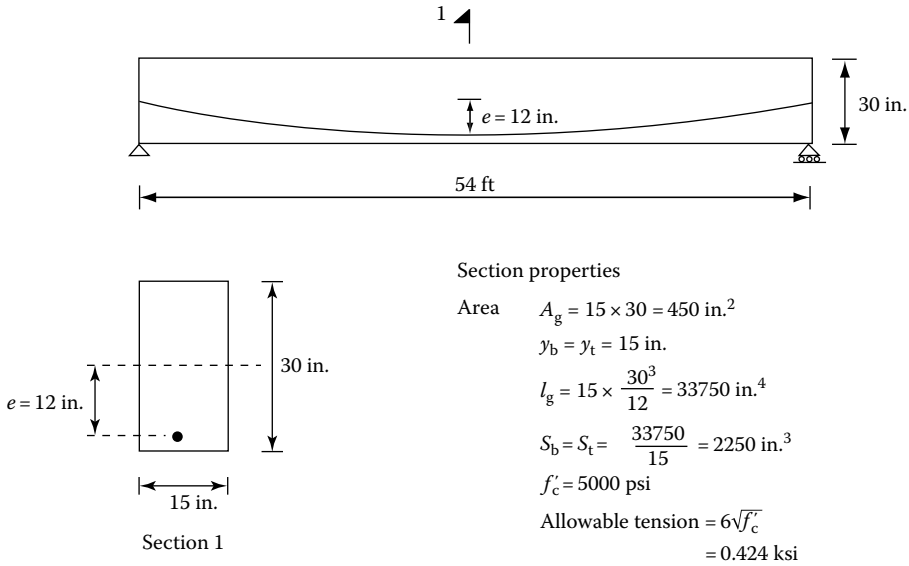 1
e = 12 in.
30 in.
54 ft
e = 12 in.
30 in.
15 in.
Section 1
Section properties
Area A_g = 15 × 30 = 450 in.²
y_b = y_t = 15 in.
I_g = 15 × 30³/12 = 33750 in.⁴
S_b = S_t = 33750/15 = 2250 in.³
f′_c = 5000 psi
Allowable tension = 6√f′_c
= 0.424 ksi